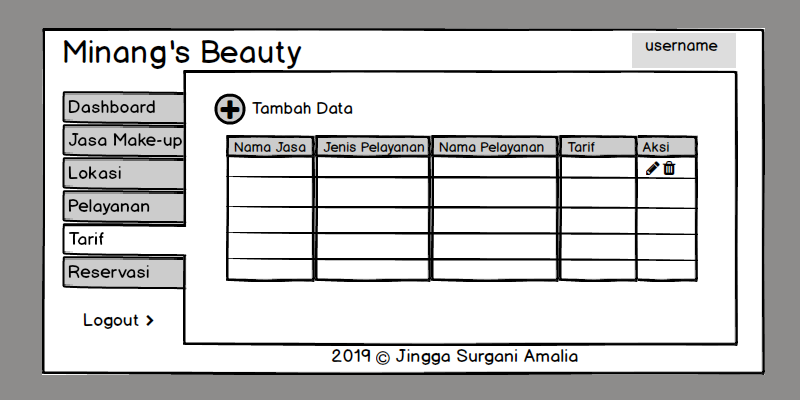 Minang's Beauty
username
Dashboard
Jasa Make-up
Lokasi
Pelayanan
Tarif
Reservasi
Logout
Tambah Data
Nama Jasa Jenis Pelayanan Nama Pelayanan Tarif Aksi
2019 © Jingga Surgani Amalia